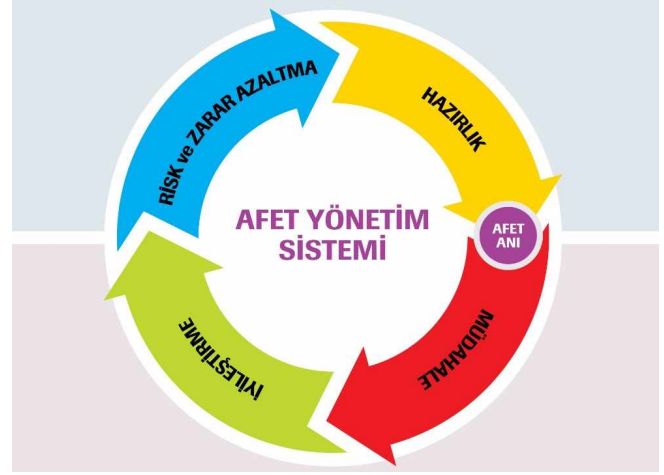 RİSK ve ZARAR AZALTMA
HAZIRLIK
AFET YÖNETİM
SİSTEMİ
AFET
ANI
İYİLEŞTİRME
MÜDAHALE